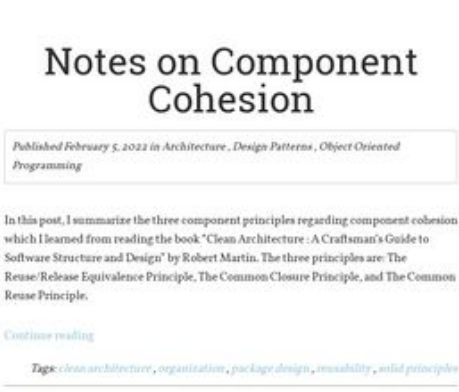 Notes on Component
Cohesion
Published February 5, 2022 in Architecture , Design Patterns , Object Oriented
Programming
In this post, I summarize the three component principles regarding component cohesion
which I learned from reading the book "Clean Architecture : A Craftsman's Guide to
Software Structure and Design" by Robert Martin. The three principles are: The
Reuse/Release Equivalence Principle, The Common Closure Principle, and The Common
Reuse Principle.
Continue reading
Tags: clean architecture , organization , package design , reusability , solid principles